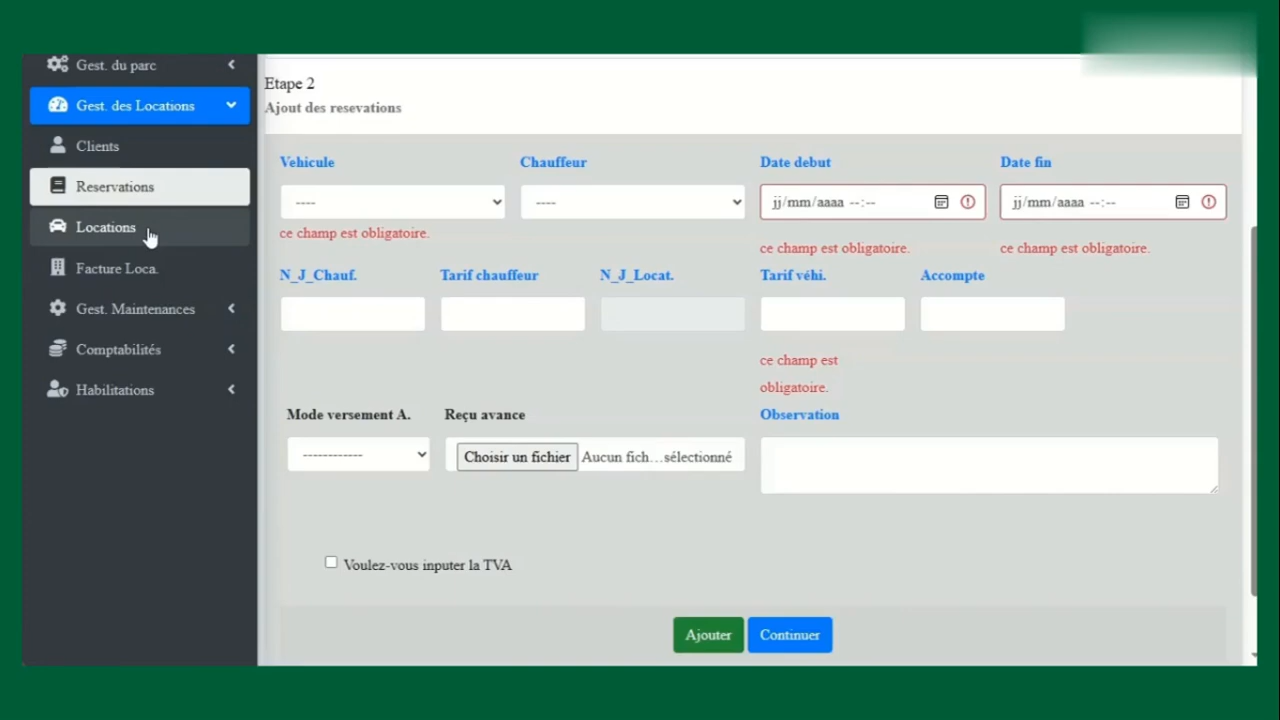 Gest. du parc
Gest. des Locations
Clients
Reservations
Locations
Facture Loca.
Gest. Maintenances
Comptabilités
Habilitations
Etape 2
Ajout des resevations
Vehicule Chauffeur Date debut Date fin
---- ---- jj/mm/aaaa --:-- jj/mm/aaaa --:--
ce champ est obligatoire. ce champ est obligatoire. ce champ est obligatoire.
N_J_Chauf. Tarif chauffeur N_J_Locat. Tarif véhi. Accompte
ce champ est
obligatoire.
Mode versement A. Reçu avance Observation
------------ Choisir un fichier Aucun fich…sélectionné
Voulez-vous inputer la TVA
Ajouter Continuer